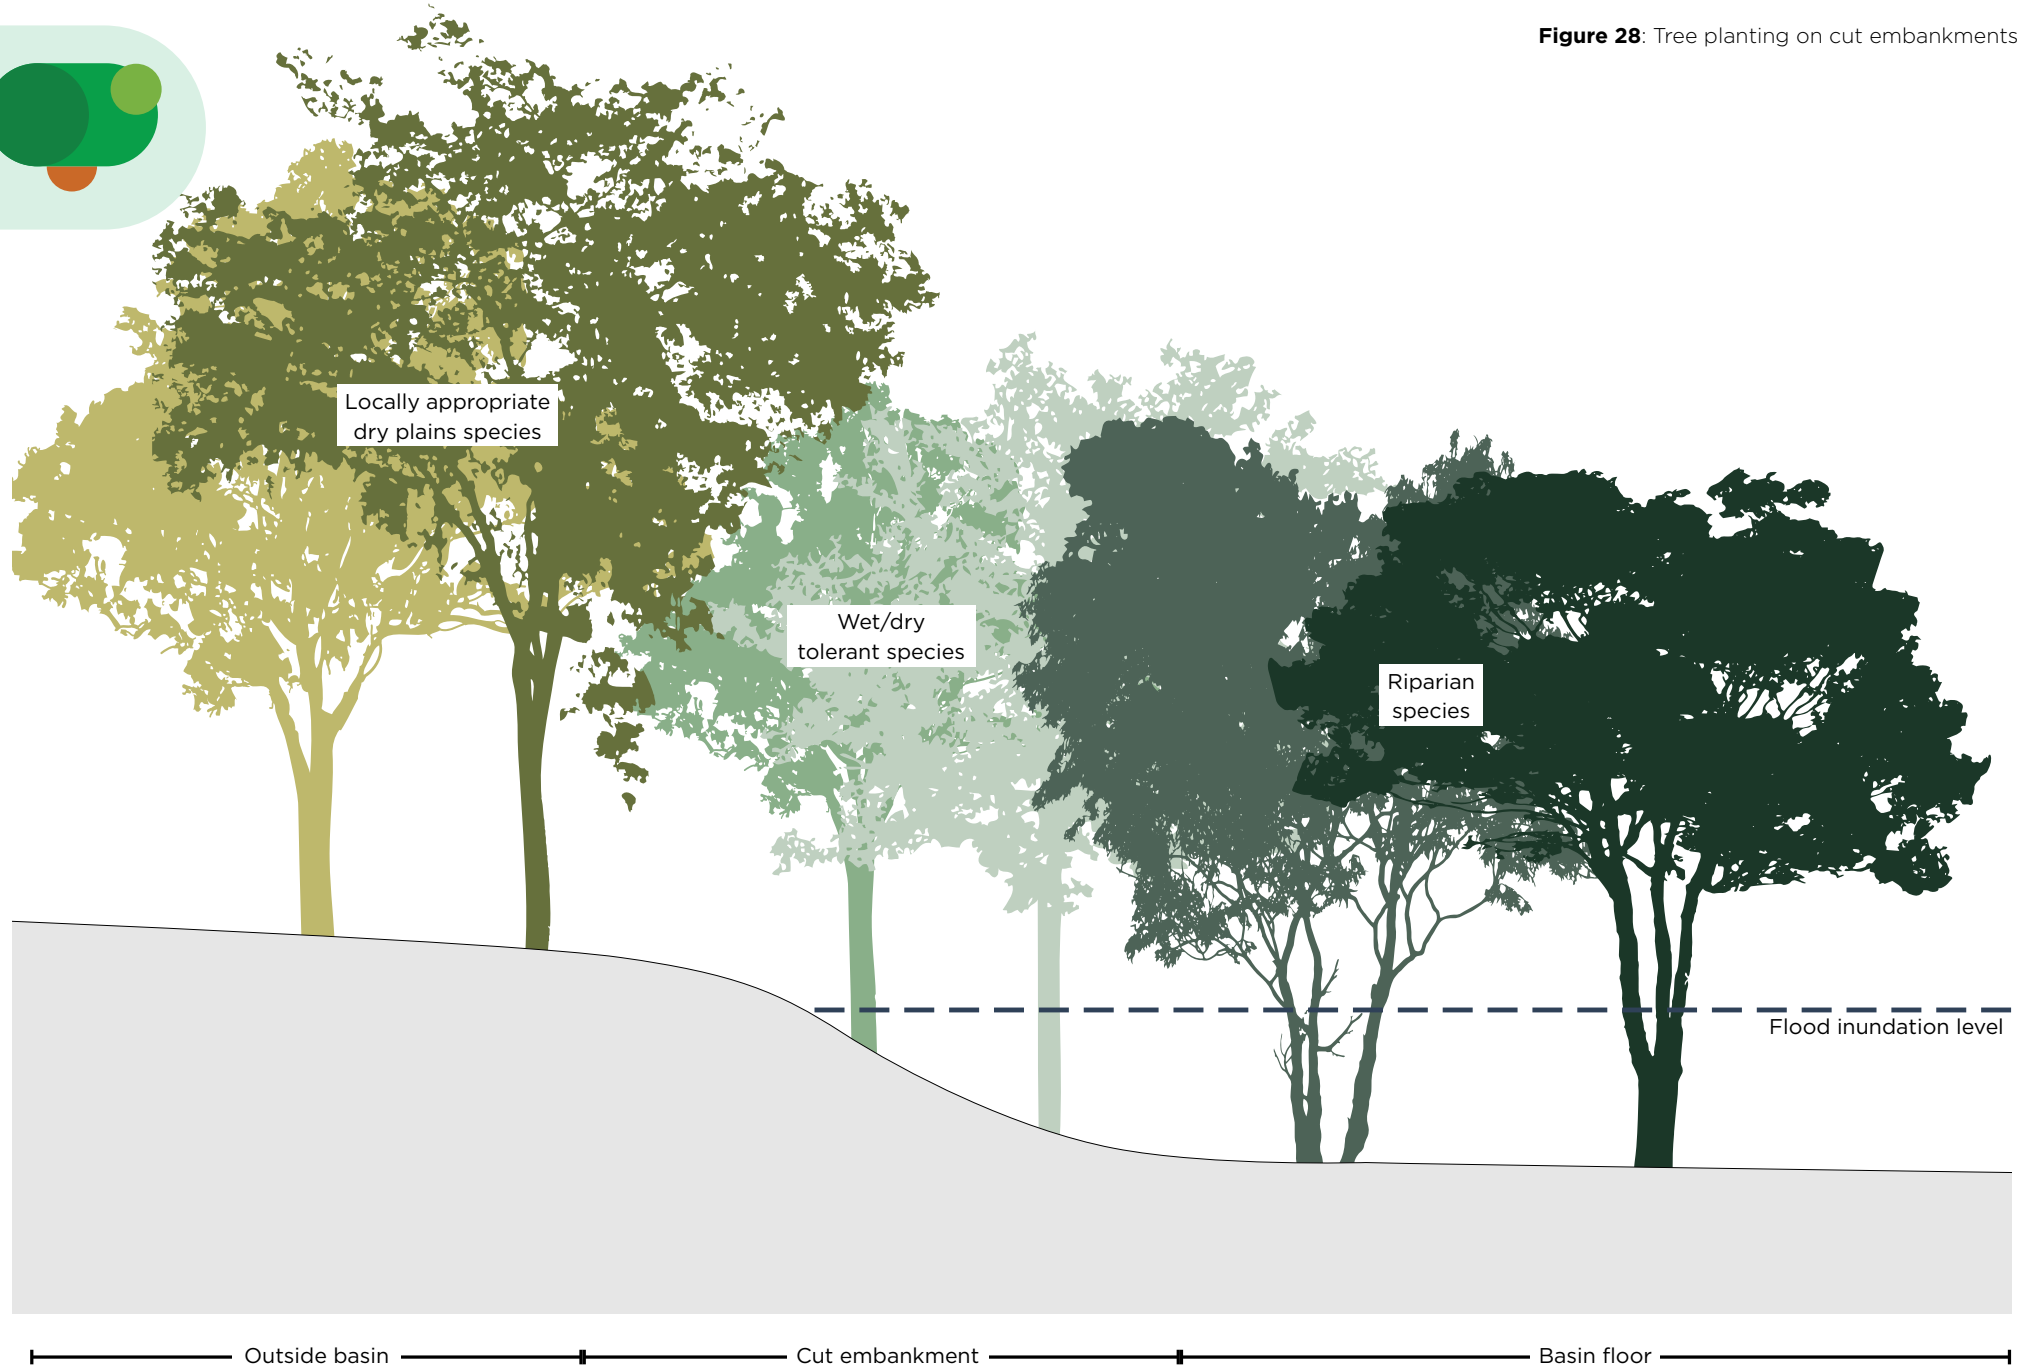 Figure 28: Tree planting on cut embankments
Locally appropriate
dry plains species
Wet/dry
tolerant species
Riparian
species
Flood inundation level
Outside basin
Cut embankment
Basin floor